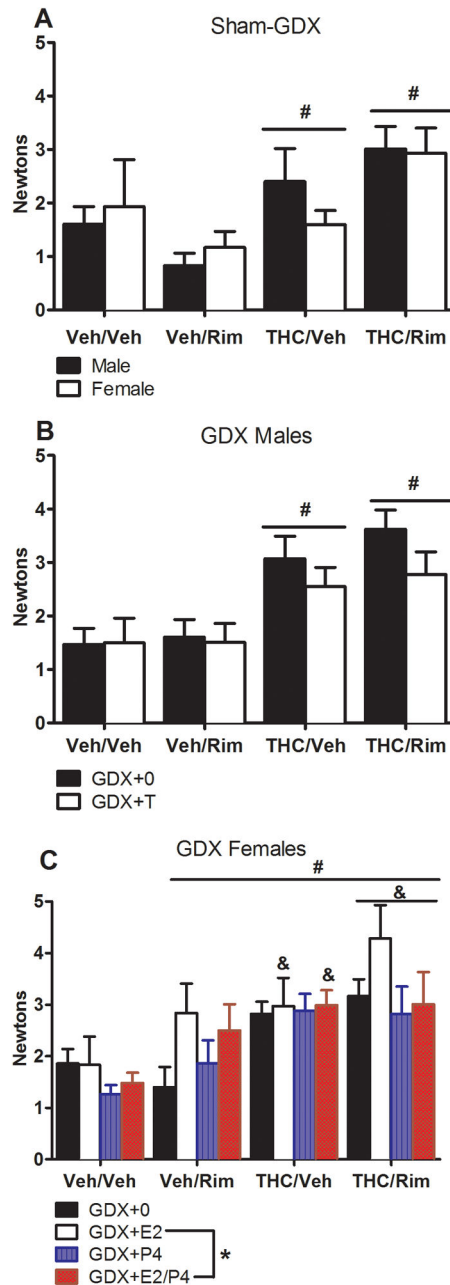 A
Sham-GDX
#
#
Newtons
5
4
3
2
1
0
Veh/Veh Veh/Rim THC/Veh THC/Rim
Male
Female
B
GDX Males
#
#
Newtons
5
4
3
2
1
0
Veh/Veh Veh/Rim THC/Veh THC/Rim
GDX+0
GDX+T
C
GDX Females
#
&
& &
Newtons
5
4
3
2
1
0
Veh/Veh Veh/Rim THC/Veh THC/Rim
GDX+0
GDX+E2
GDX+P4
*
GDX+E2/P4